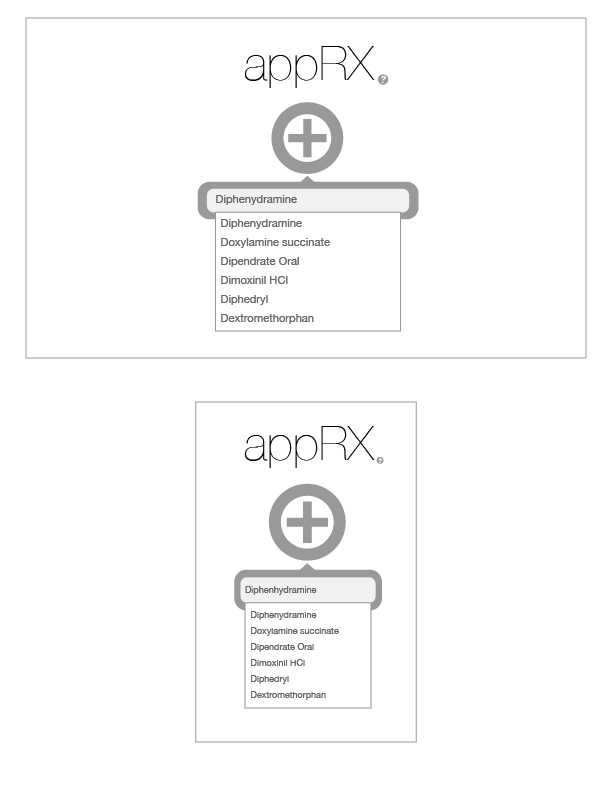 appRX ?
Diphenydramine
Diphenydramine
Doxylamine succinate
Dipendrate Oral
Dimoxinil HCl
Diphedryl
Dextromethorphan
appRX ?
Diphenhydramine
Diphenydramine
Doxylamine succinate
Dipendrate Oral
Dimoxinil HCl
Diphedryl
Dextromethorphan